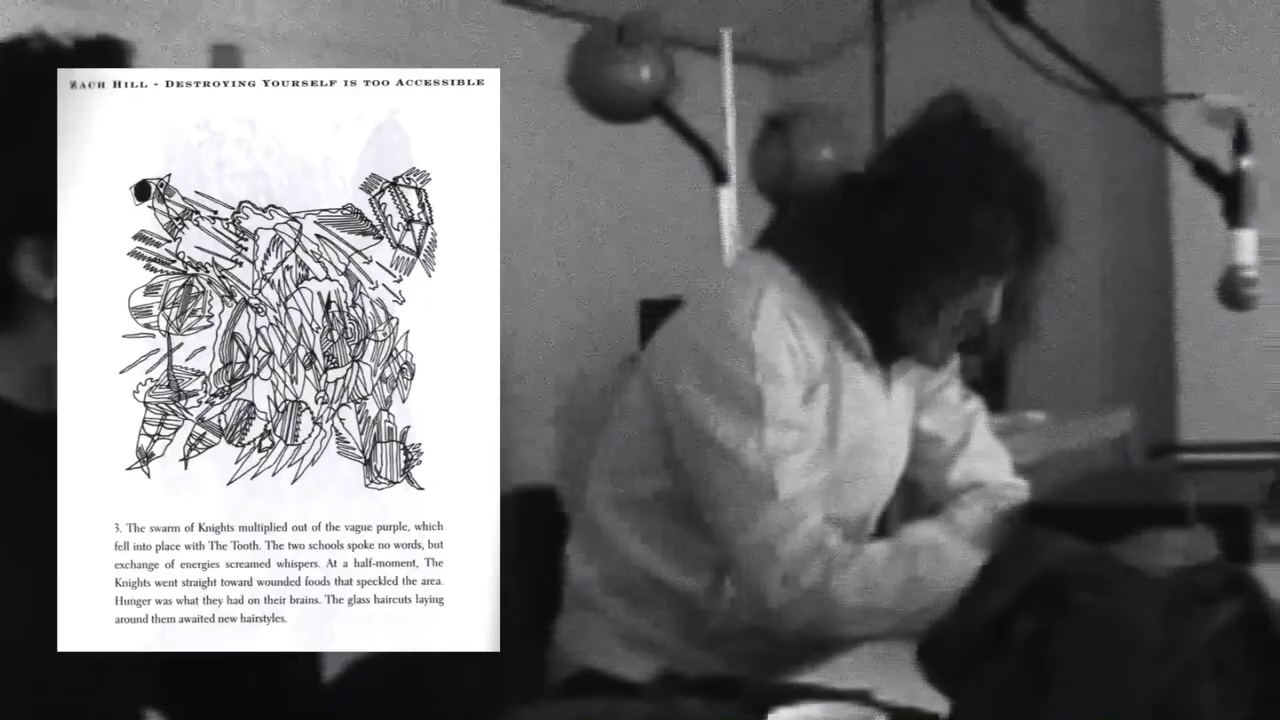 ZACH HILL - DESTROYING YOURSELF IS TOO ACCESSIBLE
3. The swarm of Knights multiplied out of the vague purple, which
fell into place with The Tooth. The two schools spoke no words, but
exchange of energies screamed whispers. At a half-moment, The
Knights went straight toward wounded foods that speckled the area.
Hunger was what they had on their brains. The glass haircuts laying
around them awaited new hairstyles.